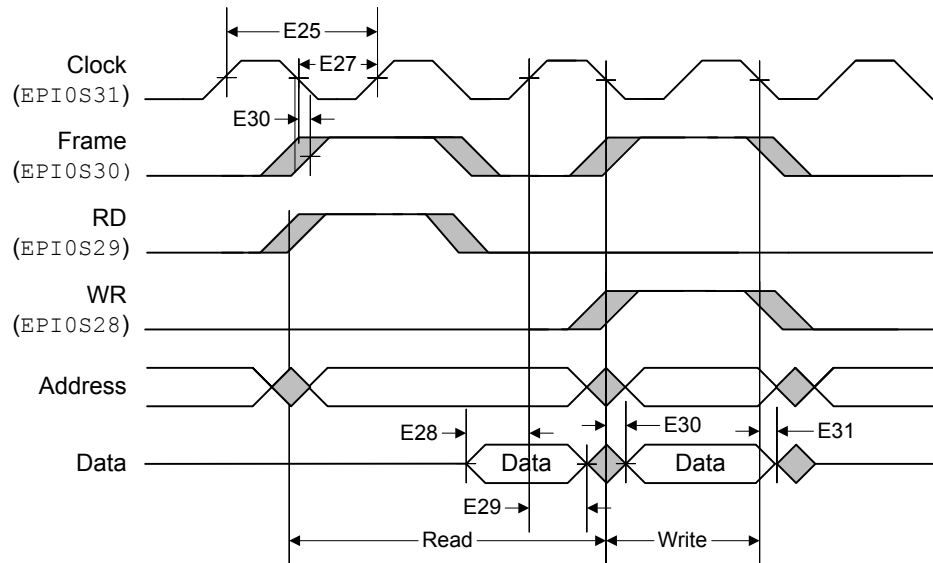 E25
Clock
(EPI0S31)
E27
E30
Frame
(EPI0S30)
RD
(EPI0S29)
WR
(EPI0S28)
Address
E28
E30
E31
Data
Data
Data
E29
Read
Write